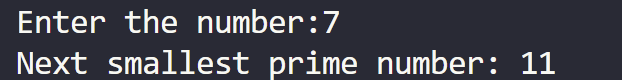 Enter the number:7
Next smallest prime number: 11